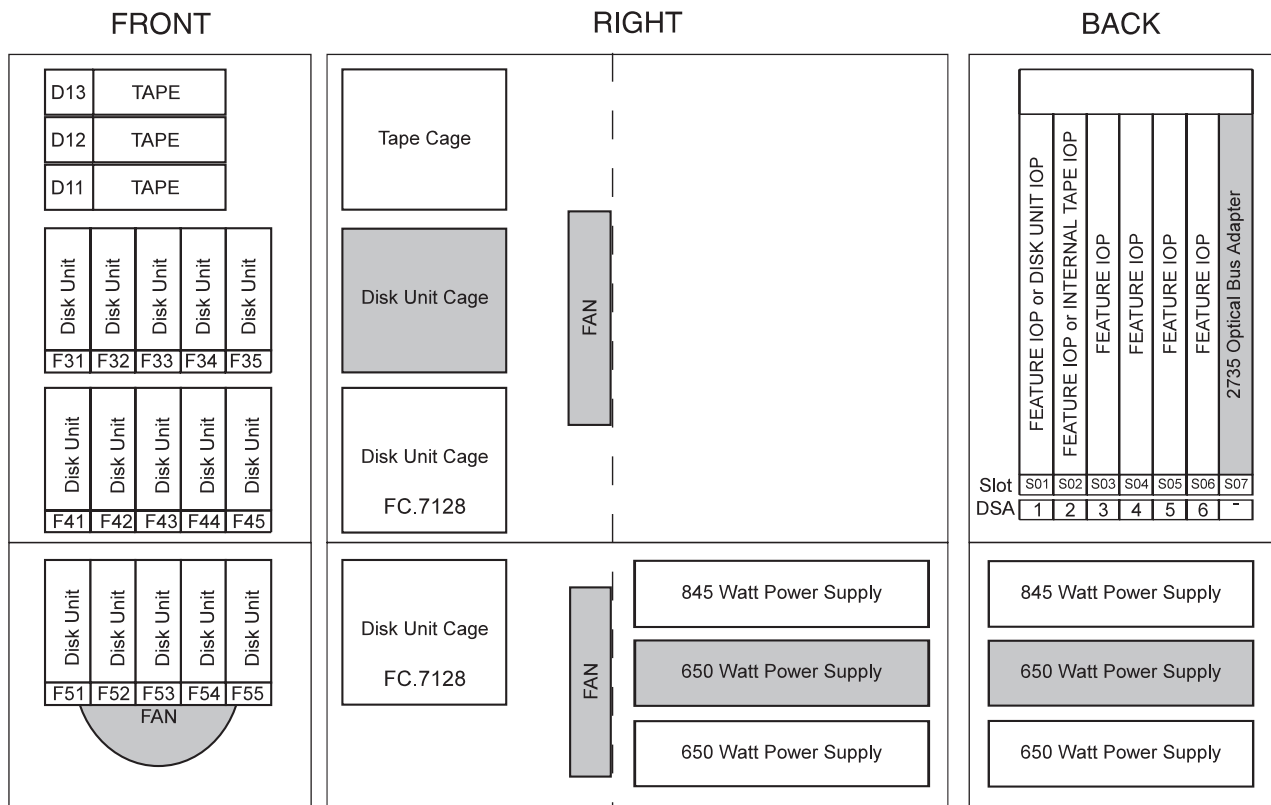 FRONT
D13 TAPE
D12 TAPE
D11 TAPE
Disk Unit Disk Unit Disk Unit Disk Unit Disk Unit
F31 F32 F33 F34 F35
Disk Unit Disk Unit Disk Unit Disk Unit Disk Unit
F41 F42 F43 F44 F45
Disk Unit Disk Unit Disk Unit Disk Unit Disk Unit
F51 F52 F53 F54 F55
FAN
RIGHT
Tape Cage
Disk Unit Cage
FAN
Disk Unit Cage
FC.7128
Disk Unit Cage
FC.7128
FAN
845 Watt Power Supply
650 Watt Power Supply
650 Watt Power Supply
BACK
FEATURE IOP or DISK UNIT IOP
FEATURE IOP or INTERNAL TAPE IOP
FEATURE IOP
FEATURE IOP
FEATURE IOP
FEATURE IOP
2735 Optical Bus Adapter
Slot S01 S02 S03 S04 S05 S06 S07
DSA 1 2 3 4 5 6 -
845 Watt Power Supply
650 Watt Power Supply
650 Watt Power Supply